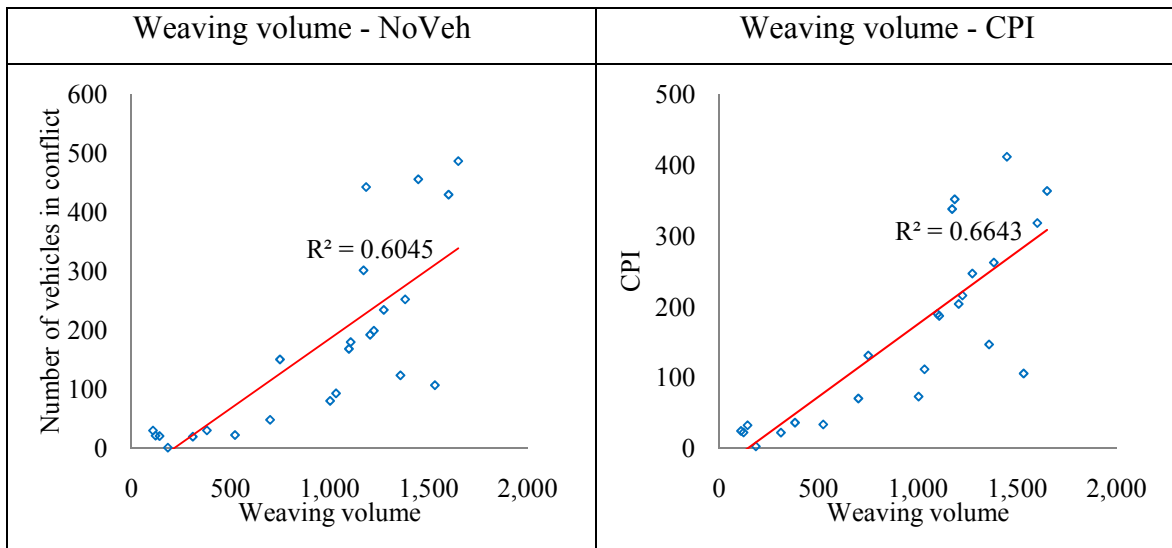 Weaving volume - NoVeh
Weaving volume - CPI
Number of vehicles in conflict
600
500
400
300
200
100
0
R² = 0.6045
0 500 1,000 1,500 2,000
Weaving volume
CPI
500
400
300
200
100
0
R² = 0.6643
0 500 1,000 1,500 2,000
Weaving volume